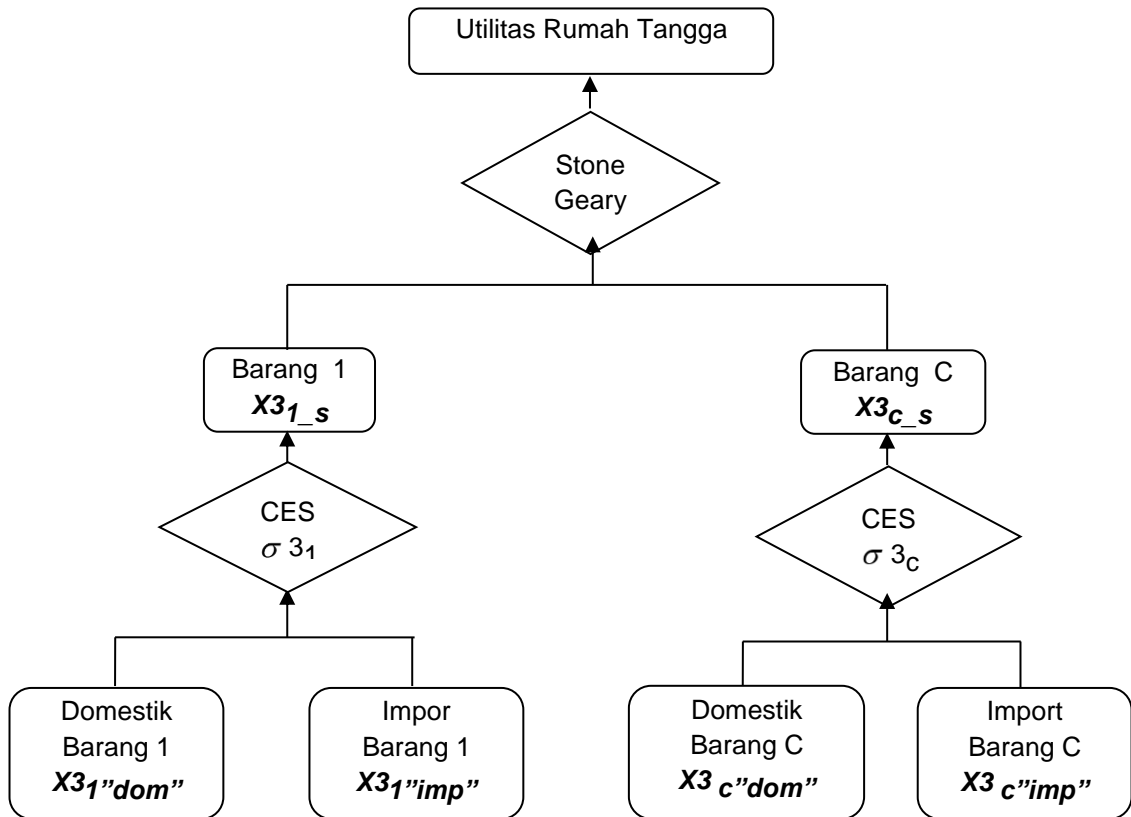 Utilitas Rumah Tangga
Stone
Geary
Barang 1
X3₁_s
Barang C
X3c_s
CES
σ 3₁
CES
σ 3c
Domestik
Barang 1
X3₁”dom”
Impor
Barang 1
X3₁”imp”
Domestik
Barang C
X3 c”dom”
Import
Barang C
X3 c”imp”